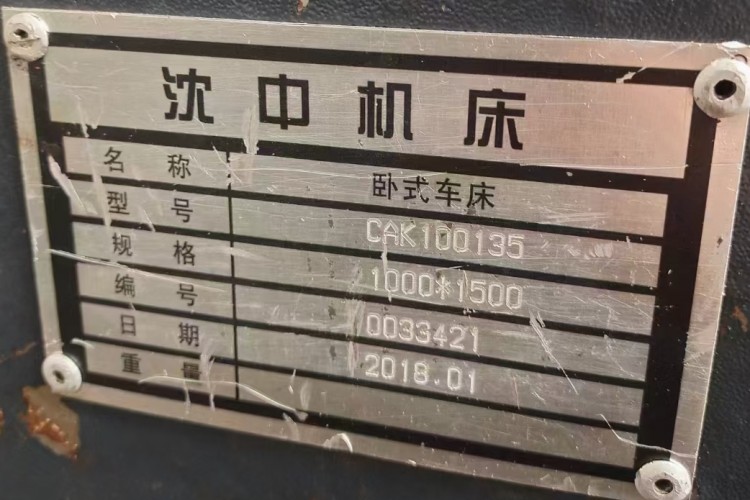 沈中机床
名称 卧式车床
型号 CAK100135
规格 1000*1500
编号 0033421
日期 2018.01
重量